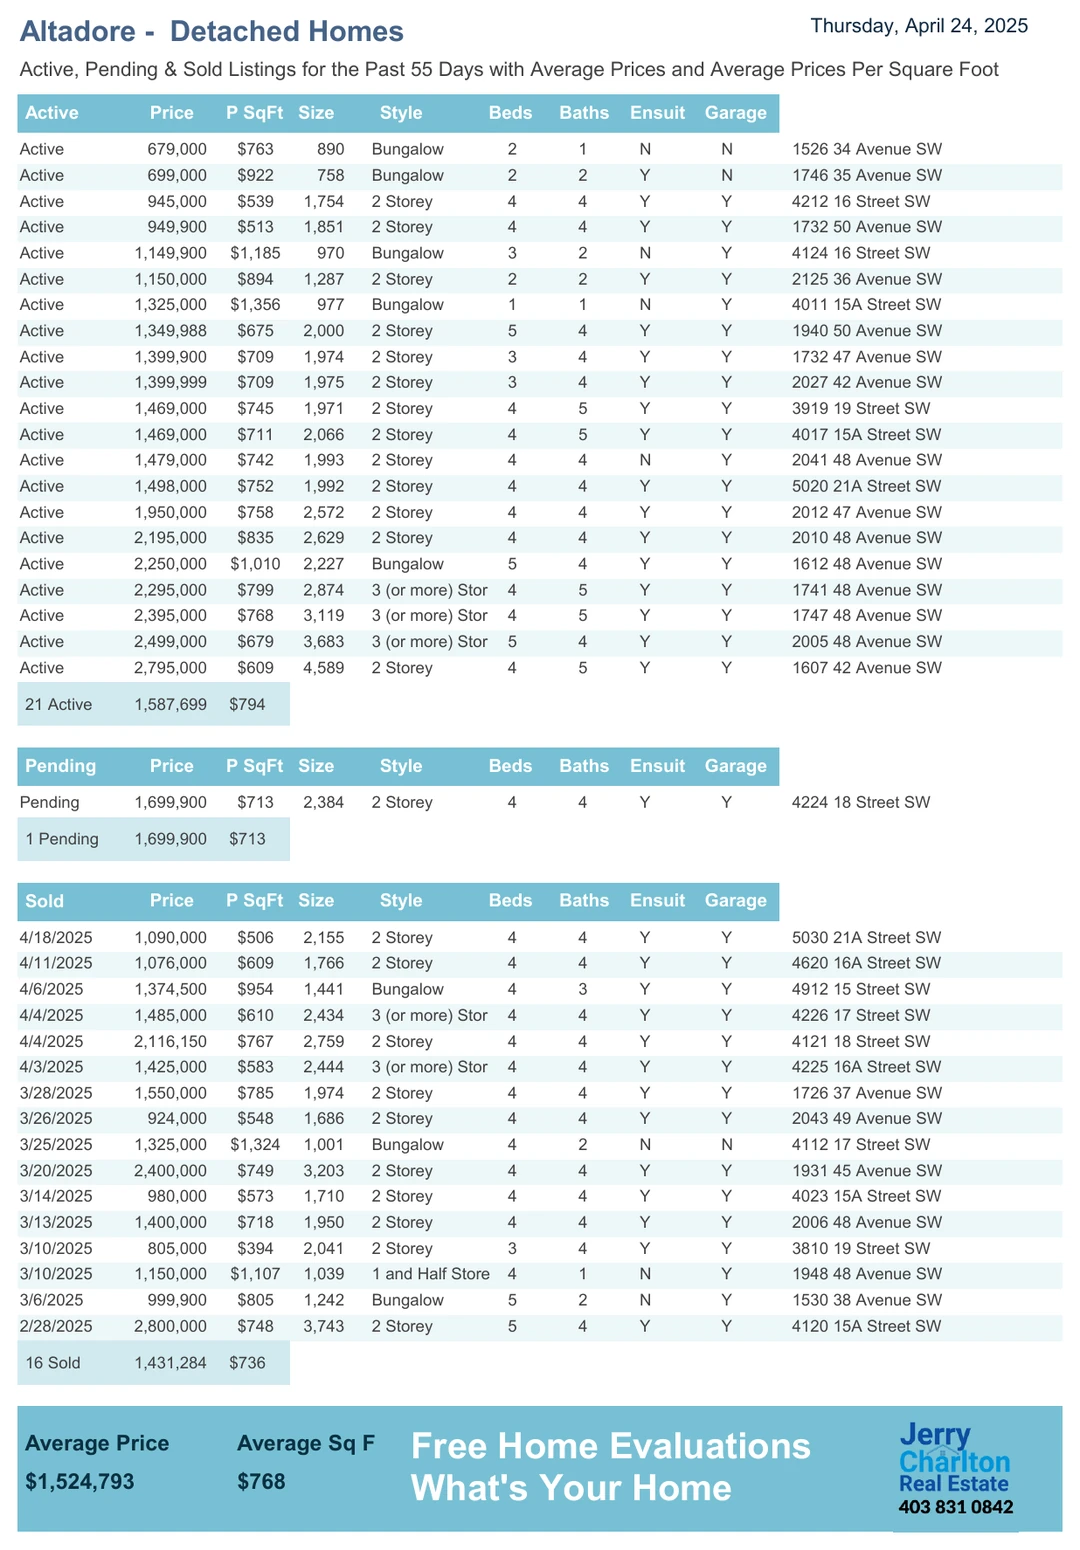 Altadore - Detached Homes
Thursday, April 24, 2025
Active, Pending & Sold Listings for the Past 55 Days with Average Prices and Average Prices Per Square Foot
Active Price P SqFt Size Style Beds Baths Ensuit Garage
Active 679,000 $763 890 Bungalow 2 1 N N 1526 34 Avenue SW
Active 699,000 $922 758 Bungalow 2 2 Y N 1746 35 Avenue SW
Active 945,000 $539 1,754 2 Storey 4 4 Y Y 4212 16 Street SW
Active 949,900 $513 1,851 2 Storey 4 4 Y Y 1732 50 Avenue SW
Active 1,149,900 $1,185 970 Bungalow 3 2 N Y 4124 16 Street SW
Active 1,150,000 $894 1,287 2 Storey 2 2 Y Y 2125 36 Avenue SW
Active 1,325,000 $1,356 977 Bungalow 1 1 N Y 4011 15A Street SW
Active 1,349,988 $675 2,000 2 Storey 5 4 Y Y 1940 50 Avenue SW
Active 1,399,900 $709 1,974 2 Storey 3 4 Y Y 1732 47 Avenue SW
Active 1,399,999 $709 1,975 2 Storey 3 4 Y Y 2027 42 Avenue SW
Active 1,469,000 $745 1,971 2 Storey 4 5 Y Y 3919 19 Street SW
Active 1,469,000 $711 2,066 2 Storey 4 5 Y Y 4017 15A Street SW
Active 1,479,000 $742 1,993 2 Storey 4 4 N Y 2041 48 Avenue SW
Active 1,498,000 $752 1,992 2 Storey 4 4 Y Y 5020 21A Street SW
Active 1,950,000 $758 2,572 2 Storey 4 4 Y Y 2012 47 Avenue SW
Active 2,195,000 $835 2,629 2 Storey 4 4 Y Y 2010 48 Avenue SW
Active 2,250,000 $1,010 2,227 Bungalow 5 4 Y Y 1612 48 Avenue SW
Active 2,295,000 $799 2,874 3 (or more) Stor 4 5 Y Y 1741 48 Avenue SW
Active 2,395,000 $768 3,119 3 (or more) Stor 4 5 Y Y 1747 48 Avenue SW
Active 2,499,000 $679 3,683 3 (or more) Stor 5 4 Y Y 2005 48 Avenue SW
Active 2,795,000 $609 4,589 2 Storey 4 5 Y Y 1607 42 Avenue SW
21 Active 1,587,699 $794
Pending Price P SqFt Size Style Beds Baths Ensuit Garage
Pending 1,699,900 $713 2,384 2 Storey 4 4 Y Y 4224 18 Street SW
1 Pending 1,699,900 $713
Sold Price P SqFt Size Style Beds Baths Ensuit Garage
4/18/2025 1,090,000 $506 2,155 2 Storey 4 4 Y Y 5030 21A Street SW
4/11/2025 1,076,000 $609 1,766 2 Storey 4 4 Y Y 4620 16A Street SW
4/6/2025 1,374,500 $954 1,441 Bungalow 4 3 Y Y 4912 15 Street SW
4/4/2025 1,485,000 $610 2,434 3 (or more) Stor 4 4 Y Y 4226 17 Street SW
4/4/2025 2,116,150 $767 2,759 2 Storey 4 4 Y Y 4121 18 Street SW
4/3/2025 1,425,000 $583 2,444 3 (or more) Stor 4 4 Y Y 4225 16A Street SW
3/28/2025 1,550,000 $785 1,974 2 Storey 4 4 Y Y 1726 37 Avenue SW
3/26/2025 924,000 $548 1,686 2 Storey 4 4 Y Y 2043 49 Avenue SW
3/25/2025 1,325,000 $1,324 1,001 Bungalow 4 2 N N 4112 17 Street SW
3/20/2025 2,400,000 $749 3,203 2 Storey 4 4 Y Y 1931 45 Avenue SW
3/14/2025 980,000 $573 1,710 2 Storey 4 4 Y Y 4023 15A Street SW
3/13/2025 1,400,000 $718 1,950 2 Storey 4 4 Y Y 2006 48 Avenue SW
3/10/2025 805,000 $394 2,041 2 Storey 3 4 Y Y 3810 19 Street SW
3/10/2025 1,150,000 $1,107 1,039 1 and Half Store 4 1 N Y 1948 48 Avenue SW
3/6/2025 999,900 $805 1,242 Bungalow 5 2 N Y 1530 38 Avenue SW
2/28/2025 2,800,000 $748 3,743 2 Storey 5 4 Y Y 4120 15A Street SW
16 Sold 1,431,284 $736
Average Price Average Sq F
$1,524,793 $768
Free Home Evaluations
What's Your Home
Jerry
Charlton
Real Estate
403 831 0842